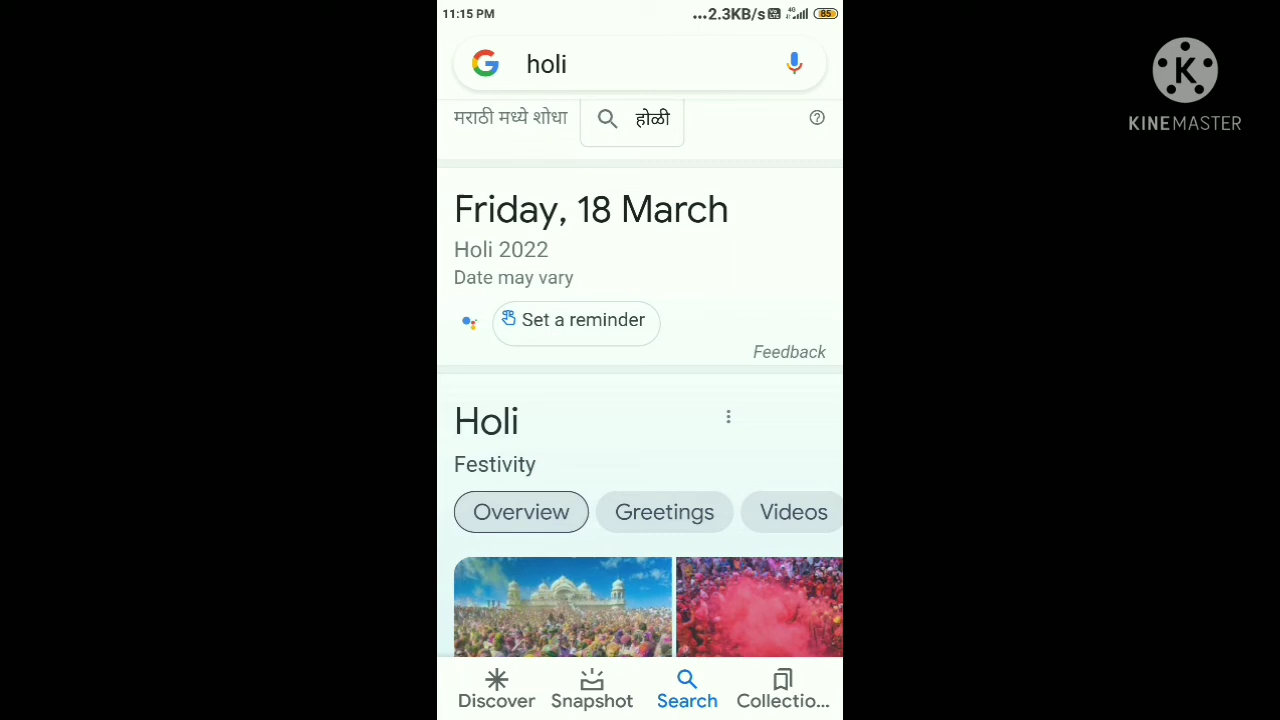 11:15 PM
...2.3KB/s 4G 85
holi
मराठी मध्ये शोधा
होळी
Friday, 18 March
Holi 2022
Date may vary
Set a reminder
Feedback
Holi
Festivity
Overview Greetings Videos
Discover Snapshot Search Collectio...
K
KINEMASTER